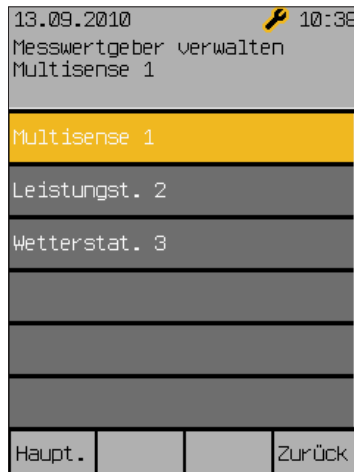 13.09.2010 10:38
Messwertgeber verwalten
Multisense 1
Multisense 1
Leistungst. 2
Wetterstat. 3
Haupt. Zurück